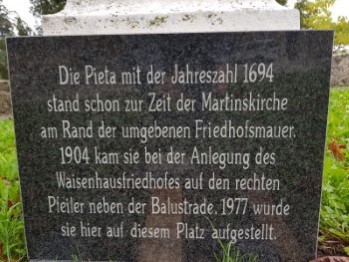 Die Pieta mit der Jahreszahl 1694
stand schon zur Zeit der Martinskirche
am Rand der umgebenen Friedhofsmauer.
1904 kam sie bei der Anlegung des
Waisenhausfriedhofes auf den rechten
Pfeiler neben der Balustrade. 1977 wurde
sie hier auf diesem Platz aufgestellt.